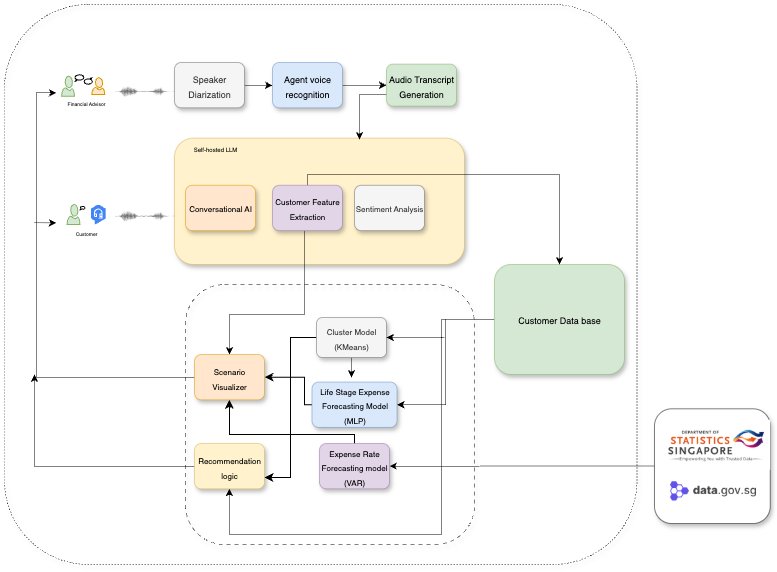 Speaker
Diarization
Agent voice
recognition
Audio Transcript
Generation
Financial Advisor
Self-hosted LLM
Conversational AI
Customer Feature
Extraction
Sentiment Analysis
Customer
Customer Data base
Cluster Model
(KMeans)
Scenario
Visualizer
Life Stage Expense
Forecasting Model
(MLP)
Recommendation
logic
Expense Rate
Forecasting model
(VAR)
DEPARTMENT OF
STATISTICS
SINGAPORE
Empowering You with Trusted Data
data.gov.sg